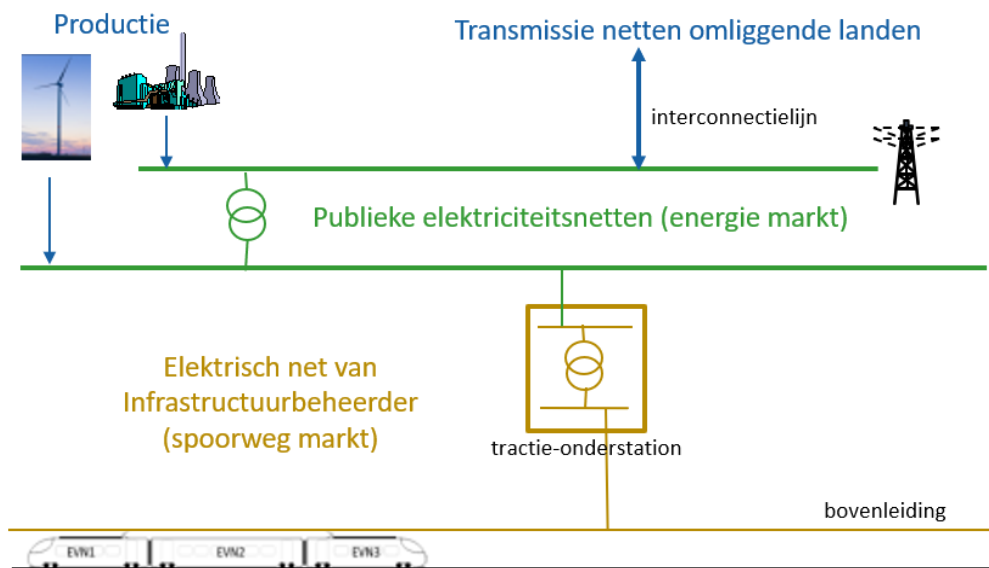 Productie
Transmissie netten omliggende landen
interconnectielijn
Publieke elektriciteitsnetten (energie markt)
Elektrisch net van
Infrastructuurbeheerder
(spoorweg markt)
tractie-onderstation
bovenleiding
EVN1
EVN2
EVN3